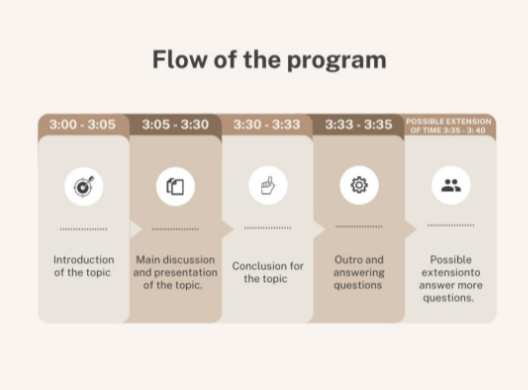 Flow of the program
3:00 - 3:05
3:05 - 3:30
3:30 - 3:33
3:33 - 3:35
POSSIBLE EXTENSION
OF TIME 3:35 - 3: 40
Introduction
of the topic
Main discussion
and presentation
of the topic.
Conclusion for
the topic
Outro and
answering
questions
Possible
extensionto
answer more
questions.